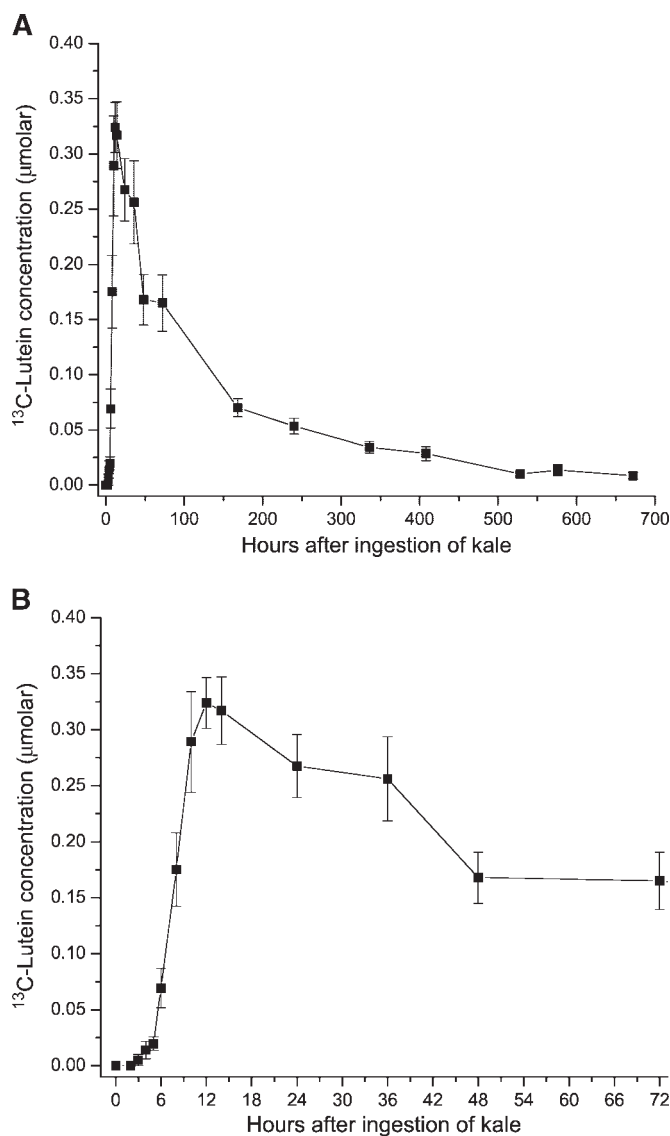 A
0.40
0.35
0.30
0.25
0.20
0.15
0.10
0.05
0.00
¹³C-Lutein concentration (μmolar)
0 100 200 300 400 500 600 700
Hours after ingestion of kale
B
0.40
0.35
0.30
0.25
0.20
0.15
0.10
0.05
0.00
¹³C-Lutein concentration (μmolar)
0 6 12 18 24 30 36 42 48 54 60 66 72
Hours after ingestion of kale